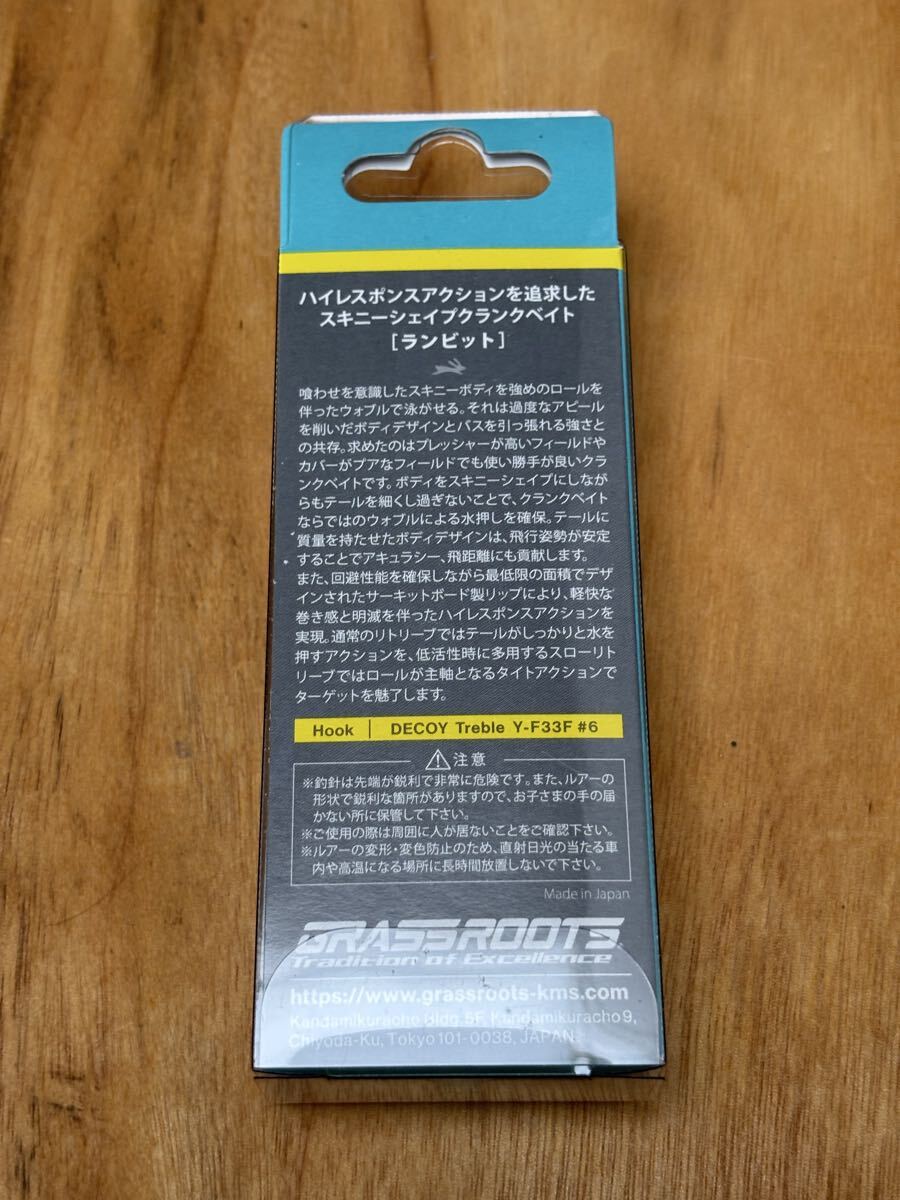 ハイレスポンスアクションを追求した
スキニーシェイプクランクベイト
[ランビット]
喰わせを意識したスキニーボディを強めのロールを
伴ったウォブルで泳がせる。それは過度なアピール
を削いだボディデザインとバスを引っ張れる強さと
の共存。求めたのはプレッシャーが高いフィールドや
カバーがプアなフィールドでも使い勝手が良いクラ
ンクベイトです。ボディをスキニーシェイプにしなが
らもテールを細くし過ぎないことで、クランクベイト
ならではのウォブルによる水押しを確保。テールに
質量を持たせたボディデザインは、飛行姿勢が安定
することでアキュラシー、飛距離にも貢献します。
また、回避性能を確保しながら最低限の面積でデザ
インされたサーキットボード製リップにより、軽快な
巻き感と明滅を伴ったハイレスポンスアクションを
実現。通常のリトリーブではテールがしっかりと水を
押すアクションを、低活性時に多用するスローリト
リーブではロールが主軸となるタイトアクションで
ターゲットを魅了します。
Hook | DECOY Treble Y-F33F #6
注意
※釣針は先端が鋭利で非常に危険です。また、ルアーの
形状で鋭利な箇所がありますので、お子さまの手の届
かない所に保管して下さい。
※ご使用の際は周囲に人が居ないことをご確認下さい。
※ルアーの変形・変色防止のため、直射日光の当たる車
内や高温になる場所に長時間放置しないで下さい。
Made in Japan
GRASSROOTS
Tradition of Excellence
https://www.grassroots-kms.com
Kandamikuracho Bldg.5F, Kandamikuracho9,
Chiyoda-Ku, Tokyo101-0038, JAPAN.